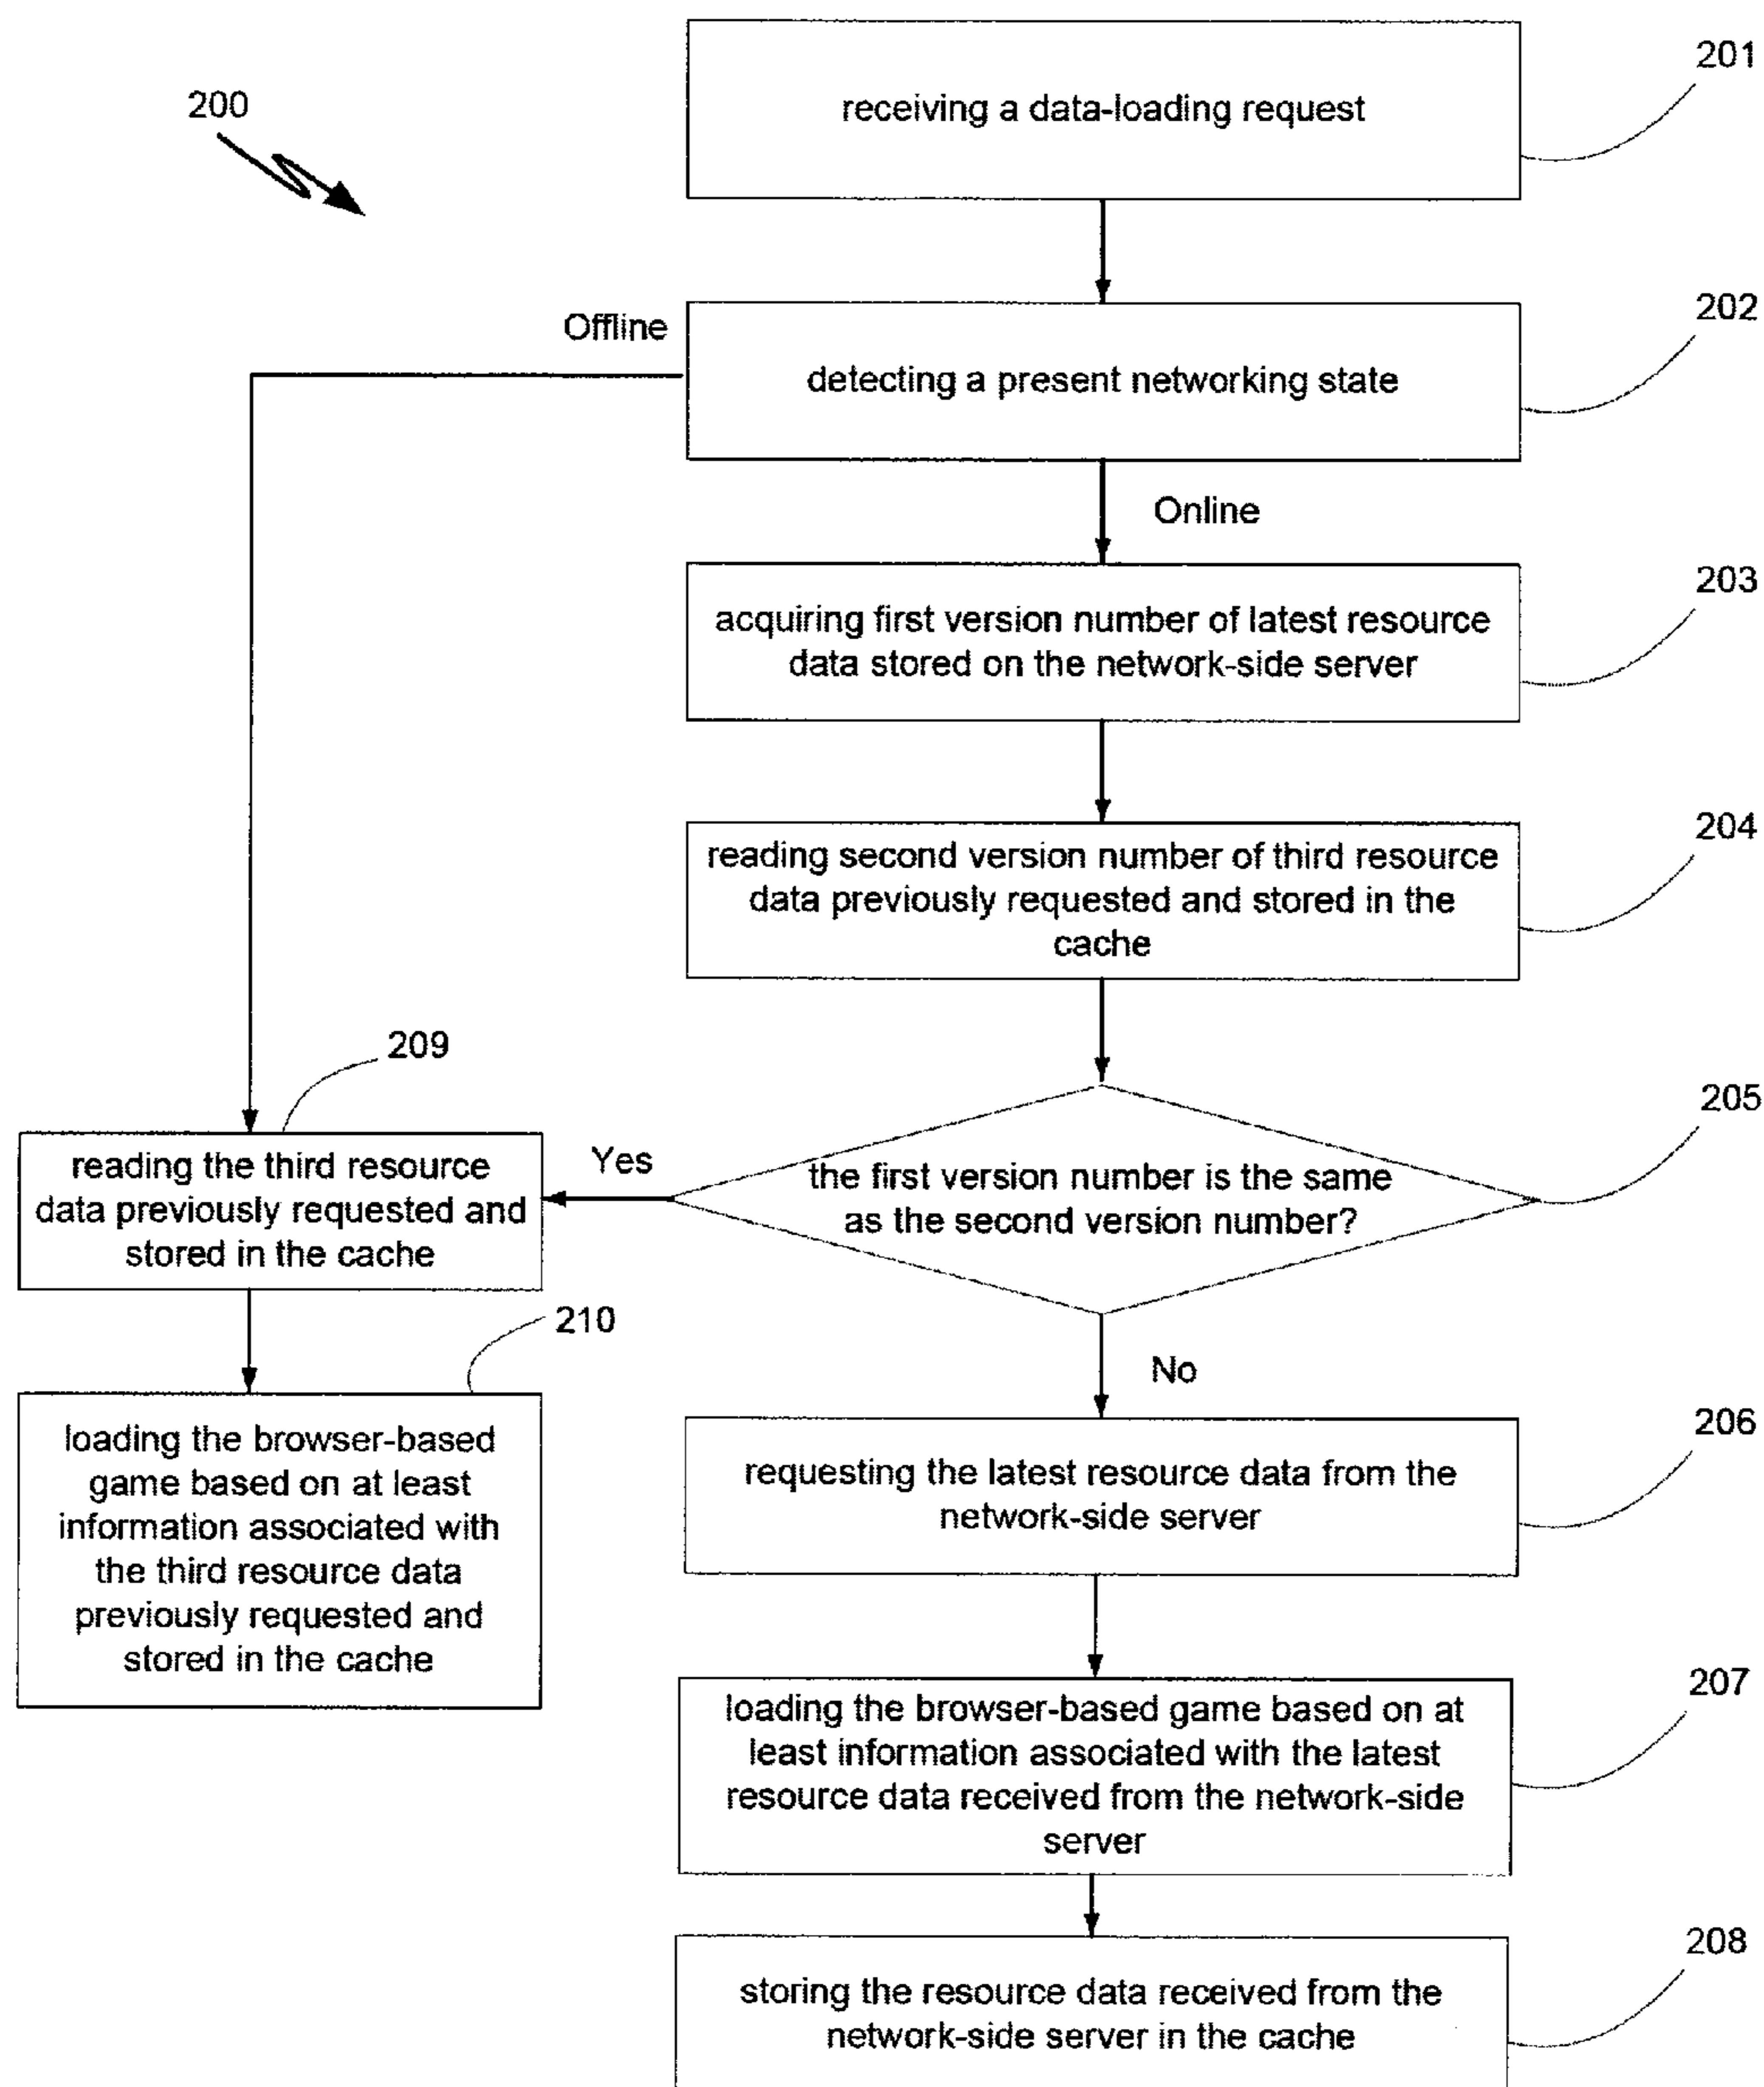 201
receiving a data-loading request
200
202
Offline
detecting a present networking state
Online
203
acquiring first version number of latest resource
data stored on the network-side server
204
reading second version number of third resource
data previously requested and stored in the
cache
209
205
reading the third resource
data previously requested and
stored in the cache
Yes
the first version number is the same
as the second version number?
210
No
loading the browser-based
game based on at least
information associated with
the third resource data
previously requested and
stored in the cache
206
requesting the latest resource data from the
network-side server
207
loading the browser-based game based on at
least information associated with the latest
resource data received from the network-side
server
208
storing the resource data received from the
network-side server in the cache